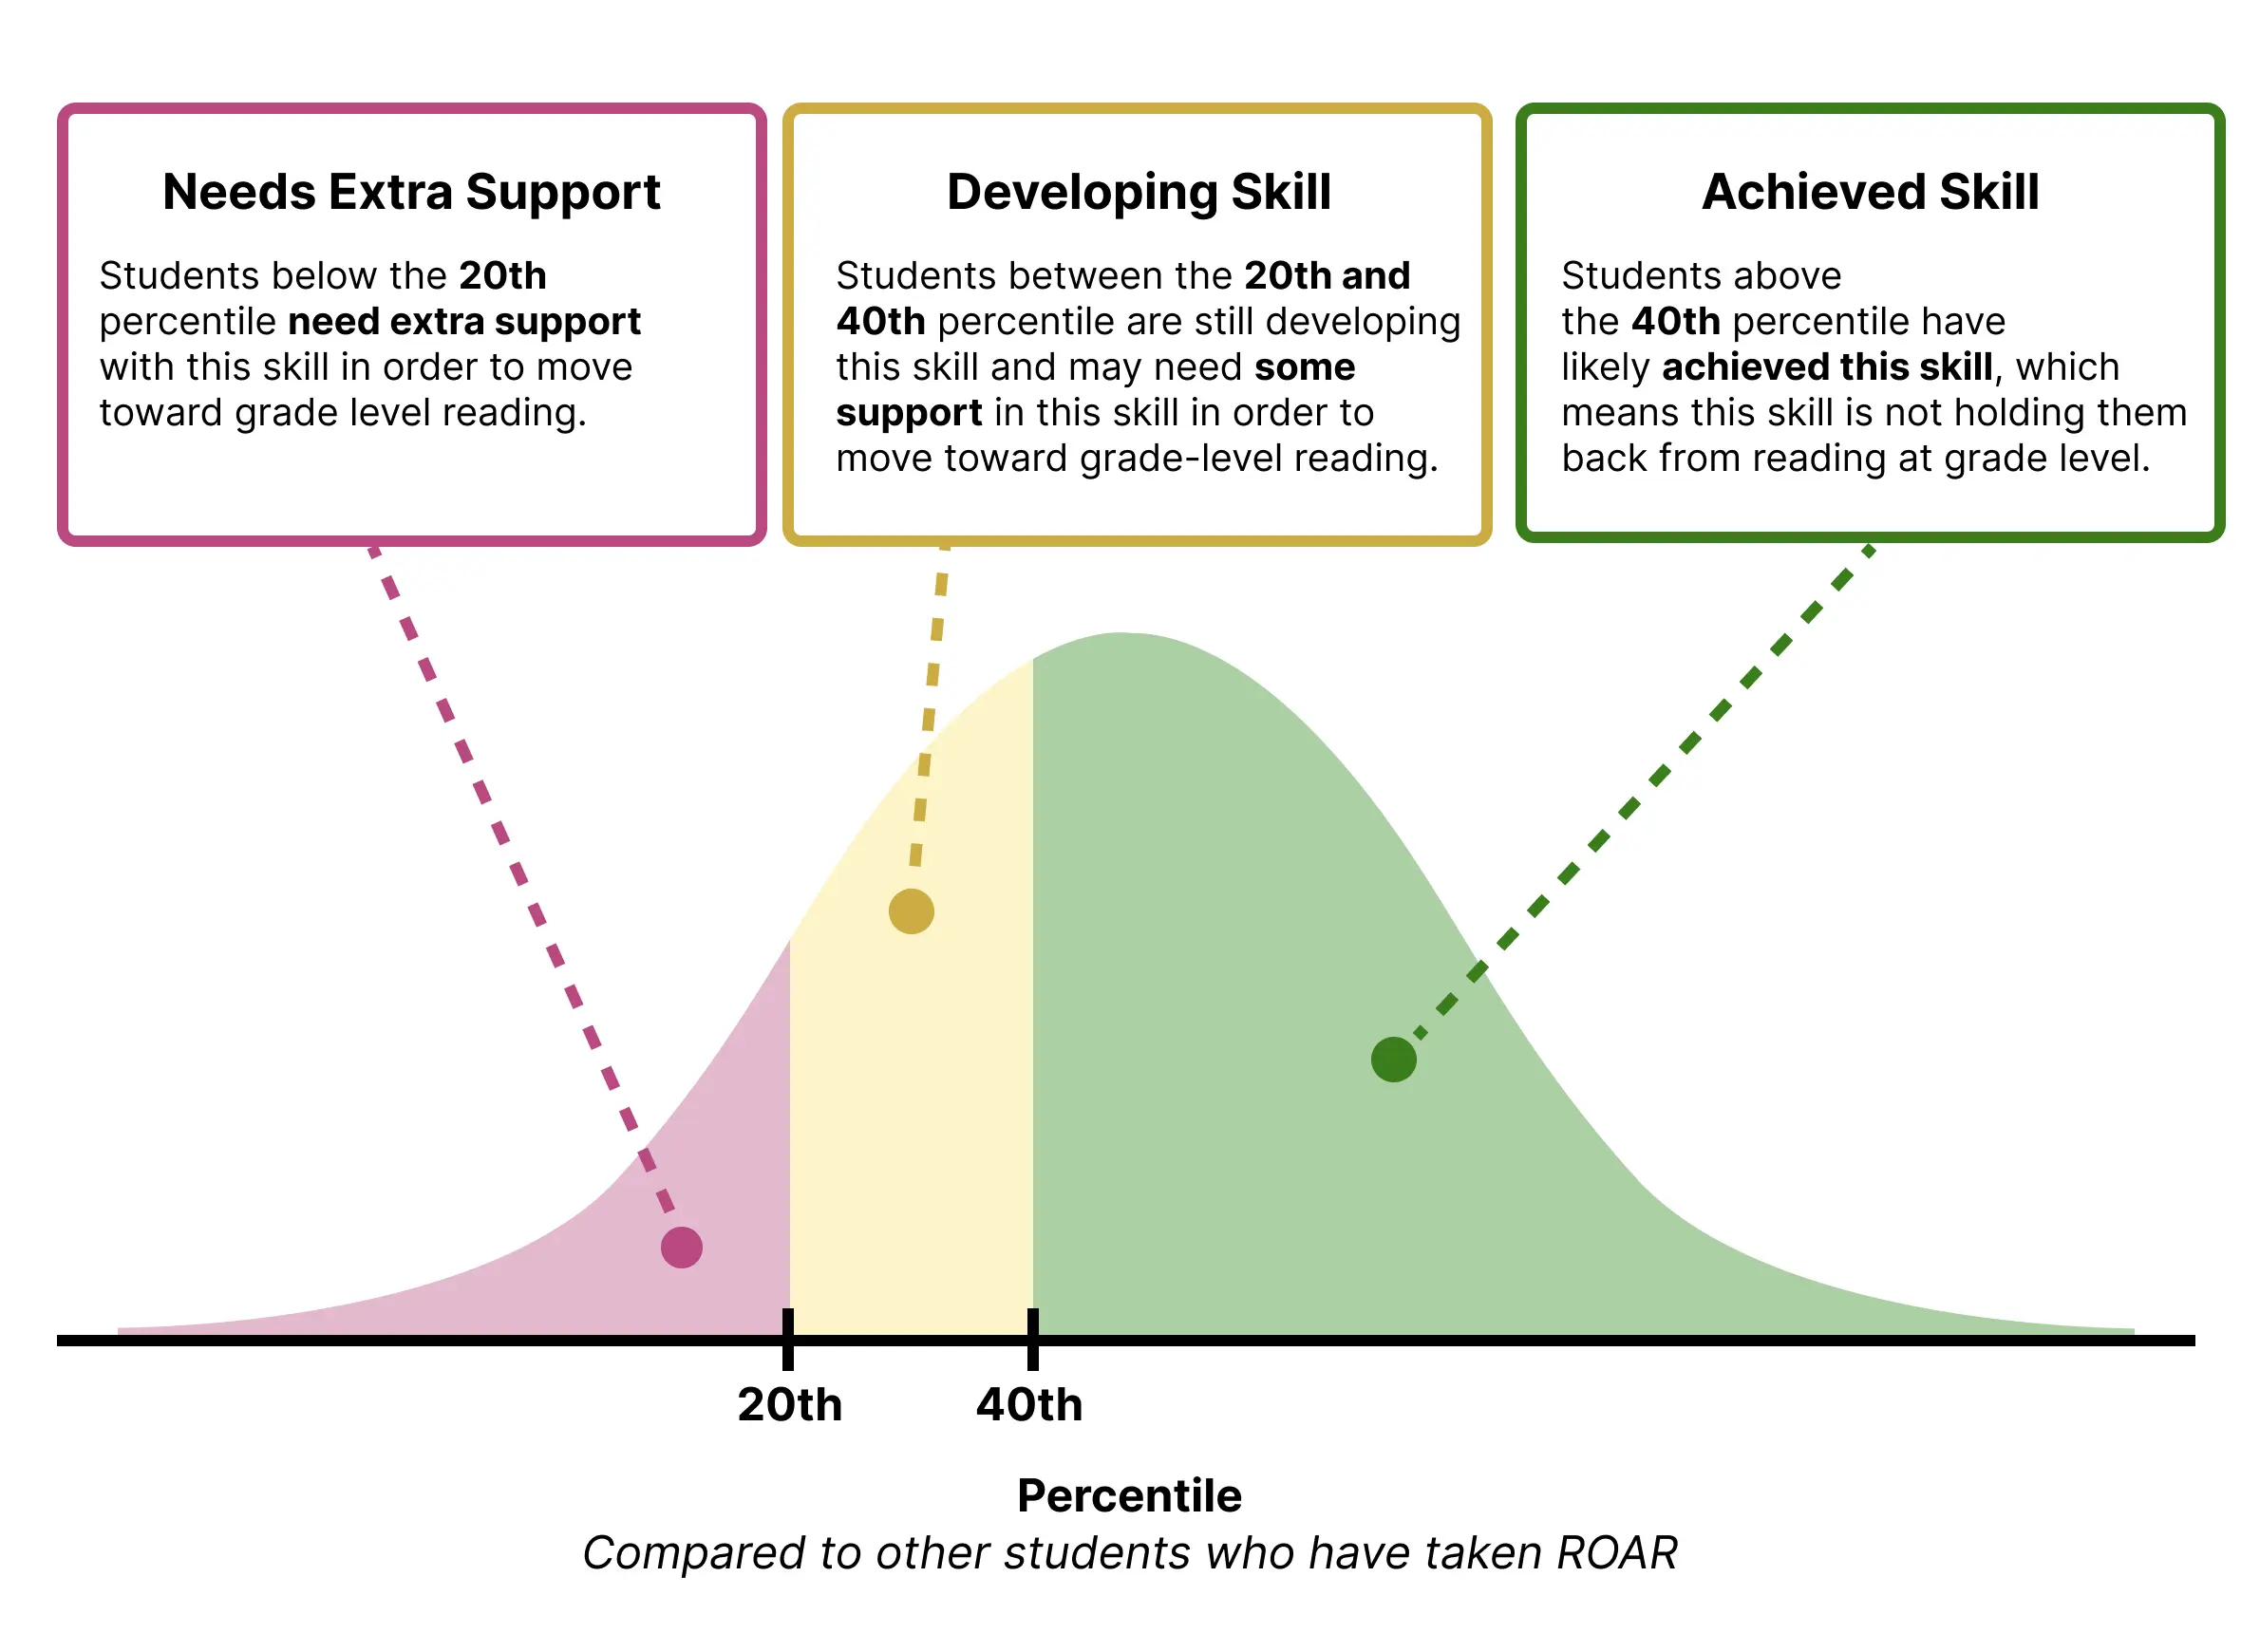 Needs Extra Support
Students below the 20th
percentile need extra support
with this skill in order to move
toward grade level reading.
Developing Skill
Students between the 20th and
40th percentile are still developing
this skill and may need some
support in this skill in order to
move toward grade-level reading.
Achieved Skill
Students above
the 40th percentile have
likely achieved this skill, which
means this skill is not holding them
back from reading at grade level.
20th
40th
Percentile
Compared to other students who have taken ROAR